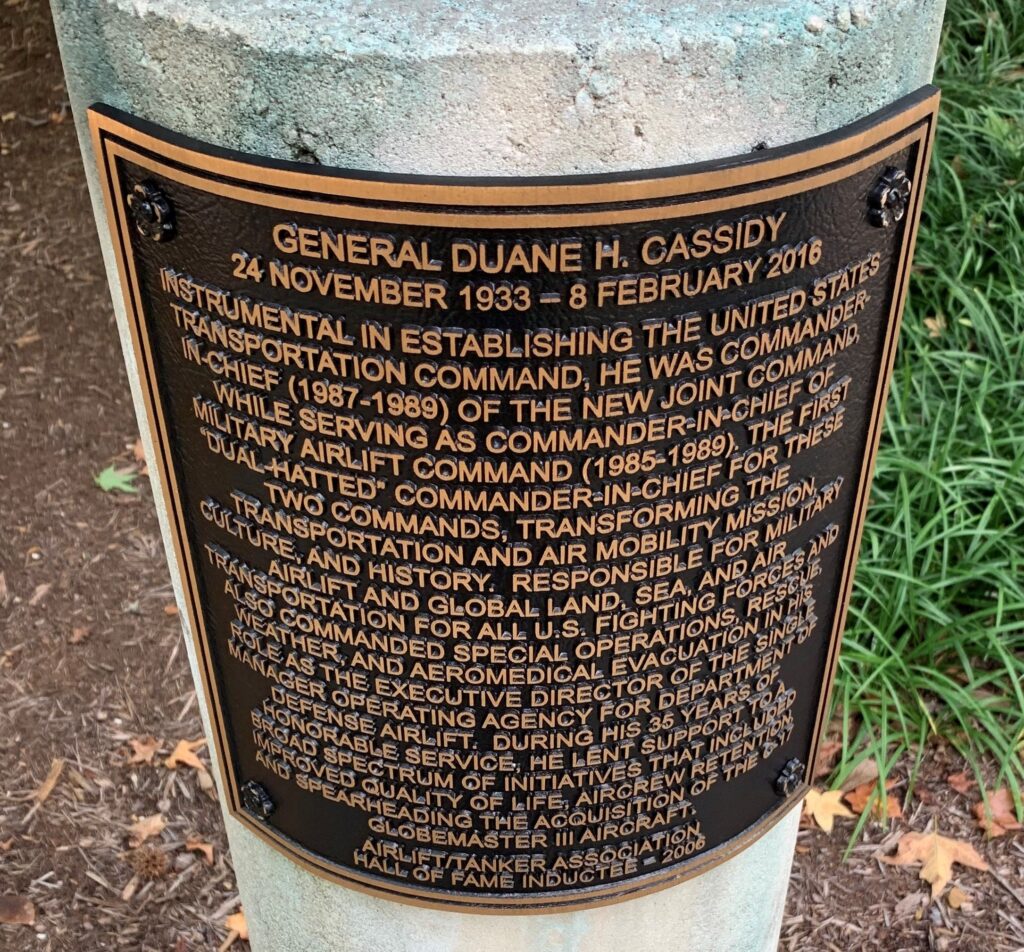 GENERAL DUANE H. CASSIDY
24 NOVEMBER 1933 – 8 FEBRUARY 2016
INSTRUMENTAL IN ESTABLISHING THE UNITED STATES
TRANSPORTATION COMMAND, HE WAS COMMANDER-
IN-CHIEF (1987-1989) OF THE NEW JOINT COMMAND,
WHILE SERVING AS COMMANDER-IN-CHIEF OF
MILITARY AIRLIFT COMMAND (1985-1989). THE FIRST
"DUAL-HATTED" COMMANDER-IN-CHIEF FOR THESE
TWO COMMANDS, TRANSFORMING THE
TRANSPORTATION AND AIR MOBILITY MISSION,
CULTURE, AND HISTORY. RESPONSIBLE FOR MILITARY
AIRLIFT AND GLOBAL LAND, SEA, AND AIR
TRANSPORTATION FOR ALL U.S. FIGHTING FORCES AND
ALSO COMMANDED SPECIAL OPERATIONS, RESCUE,
WEATHER, AND AEROMEDICAL EVACUATION IN HIS
ROLE AS THE EXECUTIVE DIRECTOR OF THE SINGLE
MANAGER OPERATING AGENCY FOR DEPARTMENT OF
DEFENSE AIRLIFT. DURING HIS 35 YEARS OF
HONORABLE SERVICE, HE LENT SUPPORT TO A
BROAD SPECTRUM OF INITIATIVES THAT INCLUDED
IMPROVED QUALITY OF LIFE, AIRCREW RETENTION,
AND SPEARHEADING THE ACQUISITION OF THE C-17
GLOBEMASTER III AIRCRAFT.
AIRLIFT/TANKER ASSOCIATION
HALL OF FAME INDUCTEE – 2006